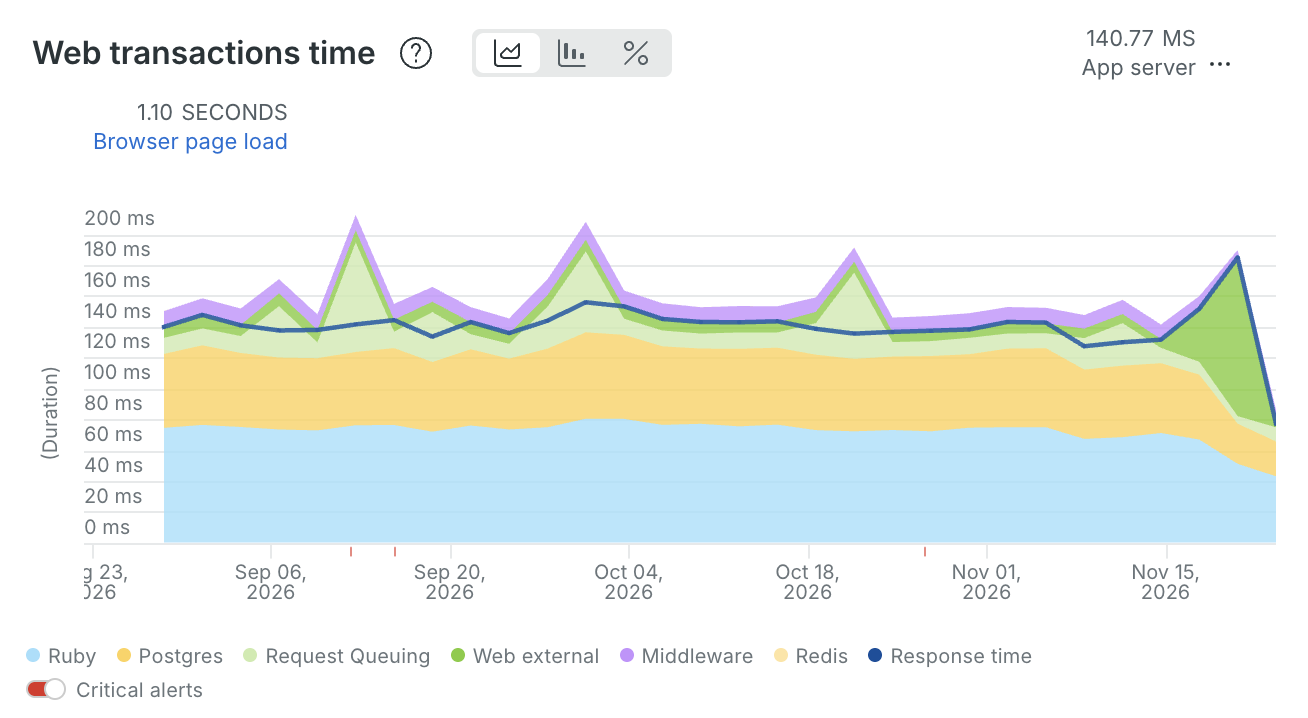 Web transactions time
140.77 MS
App server
1.10 SECONDS
Browser page load
200 ms
180 ms
160 ms
140 ms
120 ms
100 ms
80 ms
60 ms
40 ms
20 ms
0 ms
(Duration)
g 23,
026
Sep 06,
2026
Sep 20,
2026
Oct 04,
2026
Oct 18,
2026
Nov 01,
2026
Nov 15,
2026
Ruby
Postgres
Request Queuing
Web external
Middleware
Redis
Response time
Critical alerts